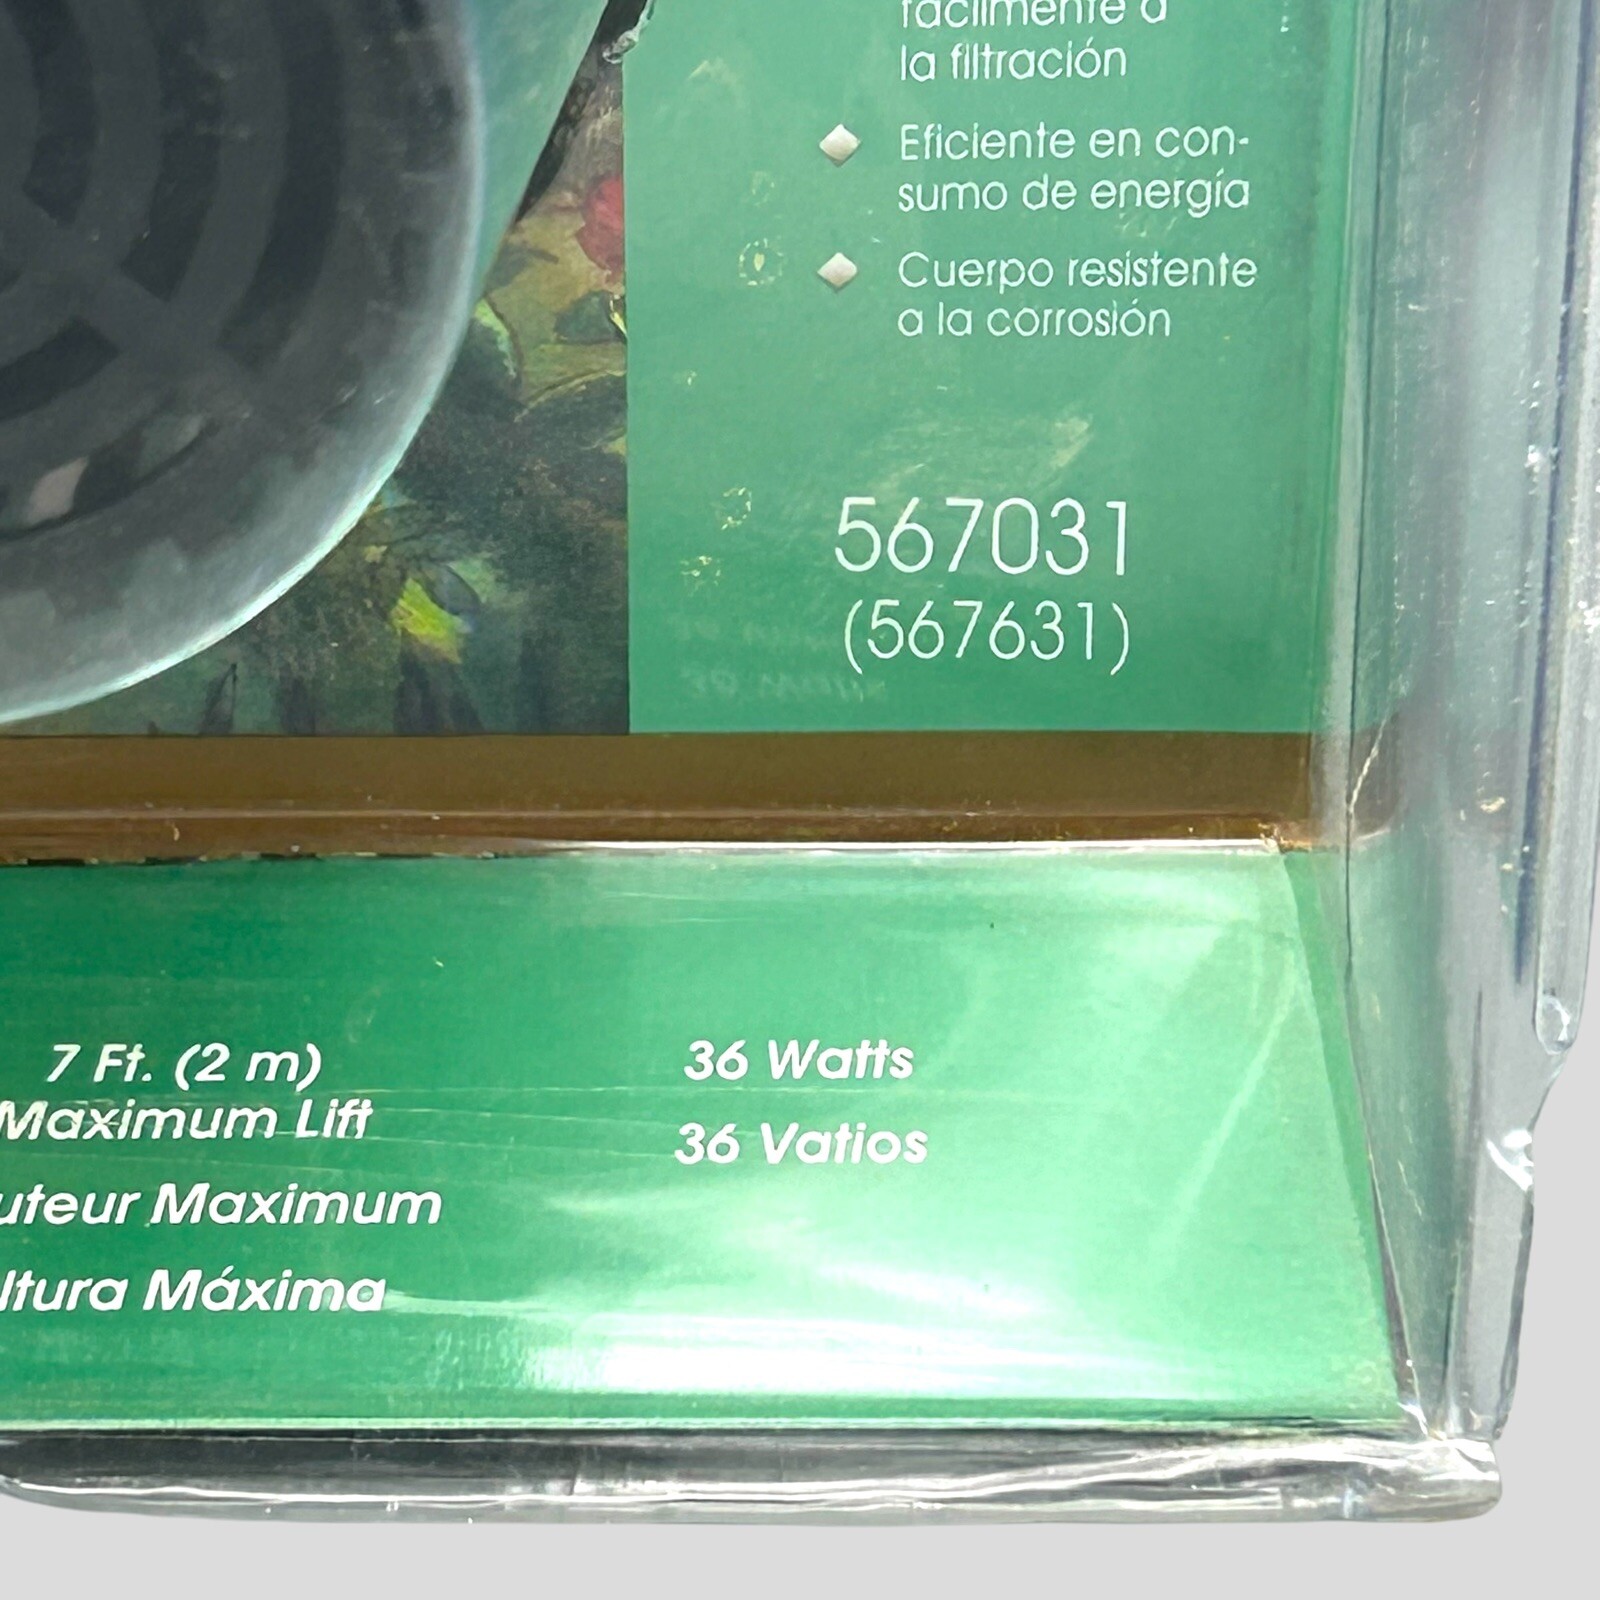 fácilmente a
la filtración
Eficiente en con-
sumo de energía
Cuerpo resistente
a la corrosión
567031
(567631)
7 Ft. (2 m)
Maximum Lift
36 Watts
36 Vatios
uteur Maximum
ltura Máxima